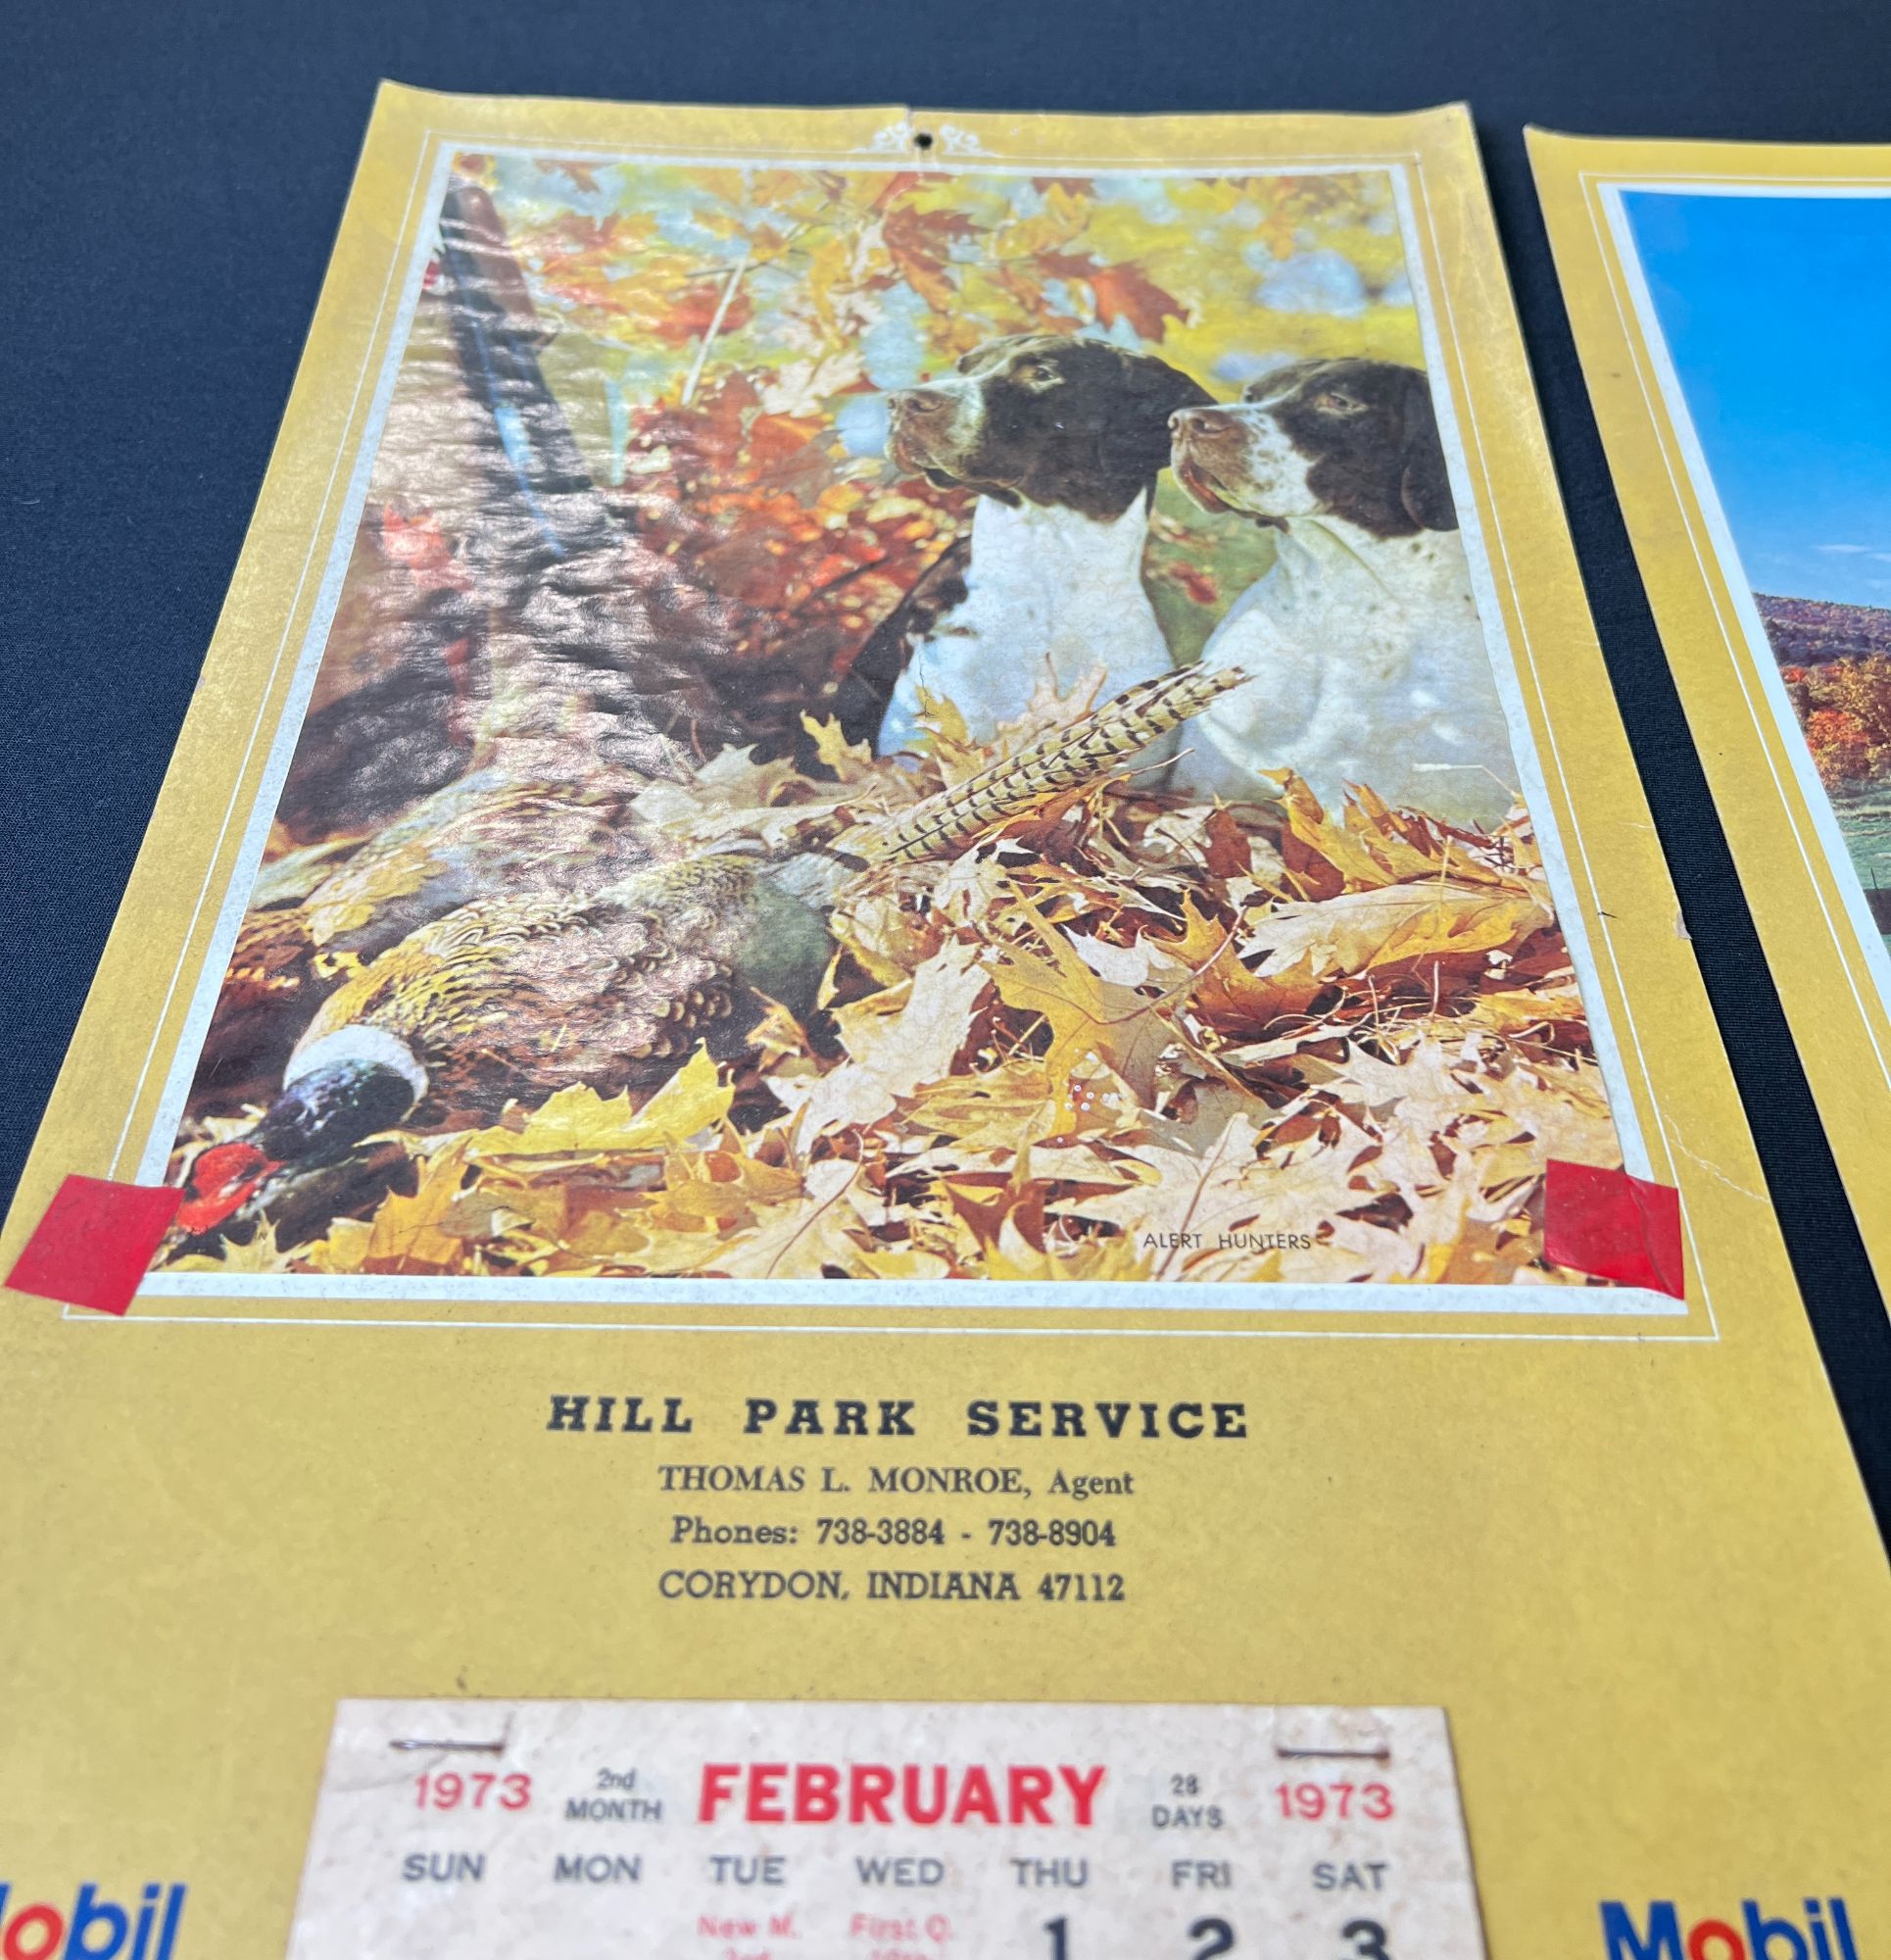 ALERT HUNTERS
HILL PARK SERVICE
THOMAS L. MONROE, Agent
Phones: 738-3884 - 738-8904
CORYDON, INDIANA 47112
1973 2nd MONTH FEBRUARY 28 DAYS 1973
SUN MON TUE WED THU FRI SAT
New M. First Q. 1 2 3
obil Mobil